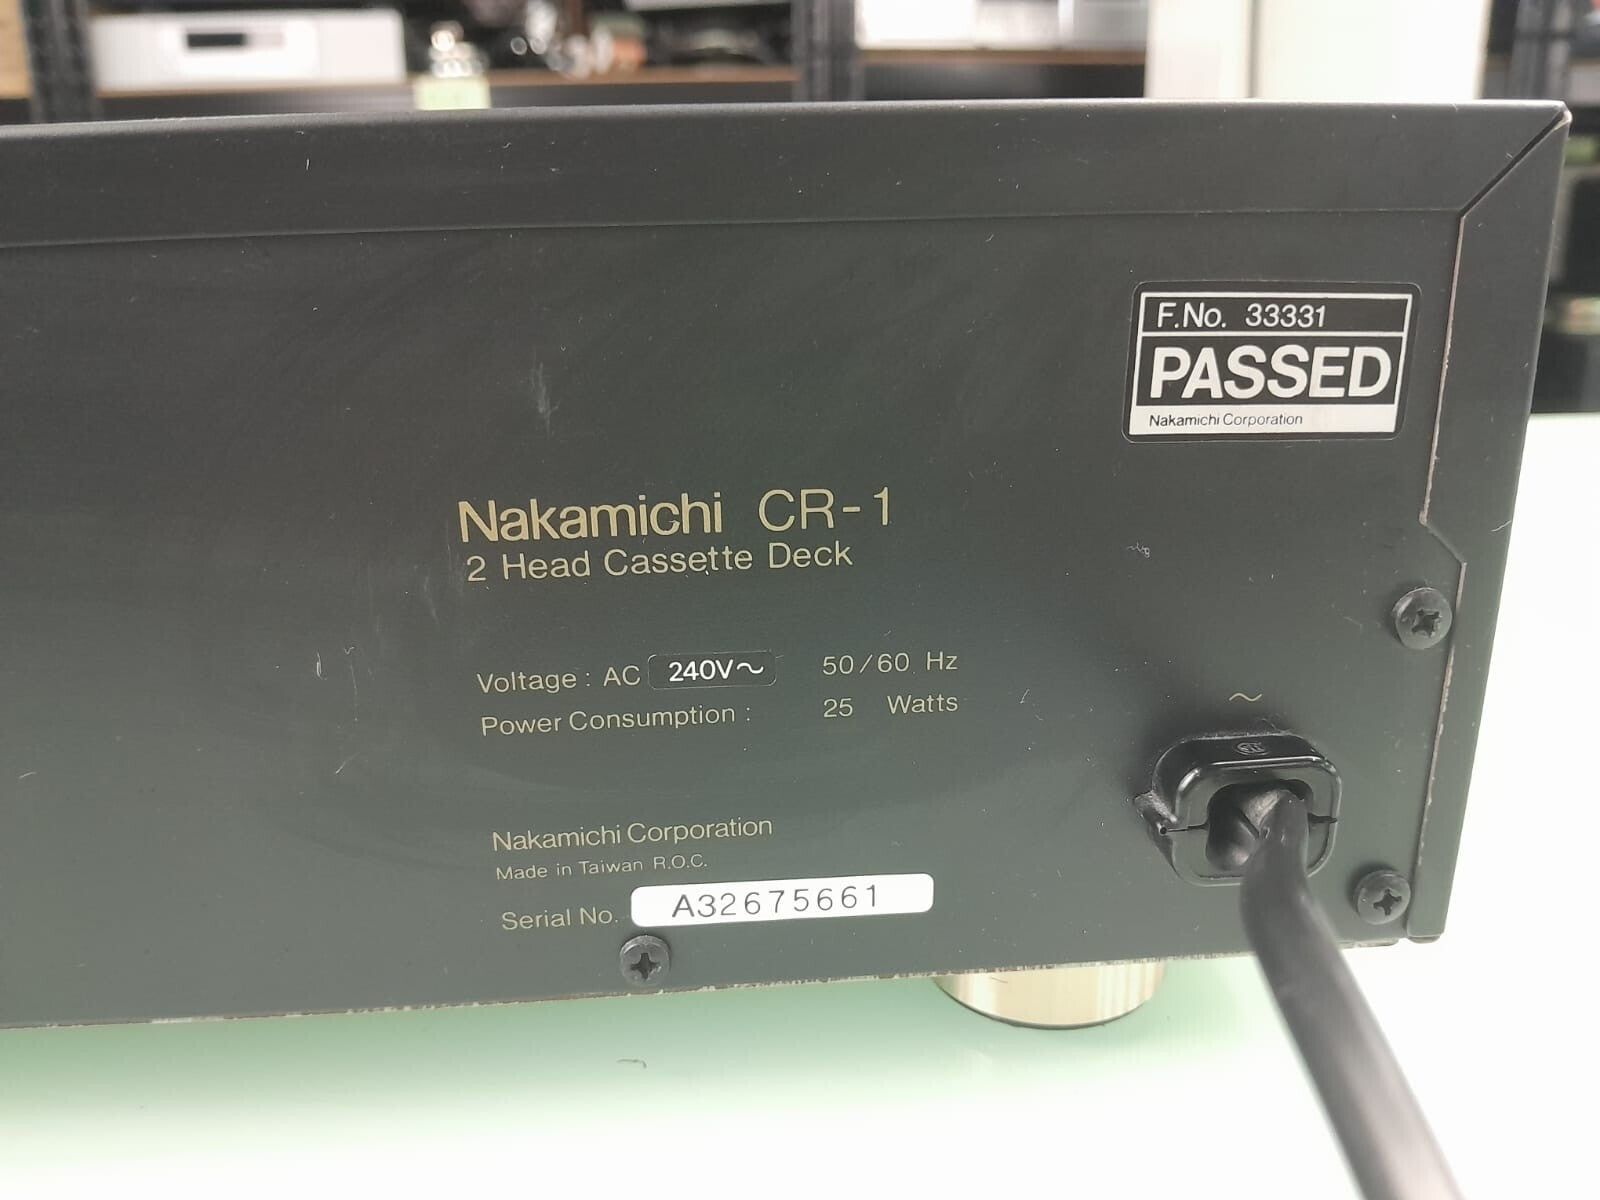 F.No. 33331
PASSED
Nakamichi Corporation
Nakamichi CR-1
2 Head Cassette Deck
Voltage : AC 240V~ 50/60 Hz
Power Consumption : 25 Watts
~
Nakamichi Corporation
Made in Taiwan R.O.C.
Serial No. A32675661